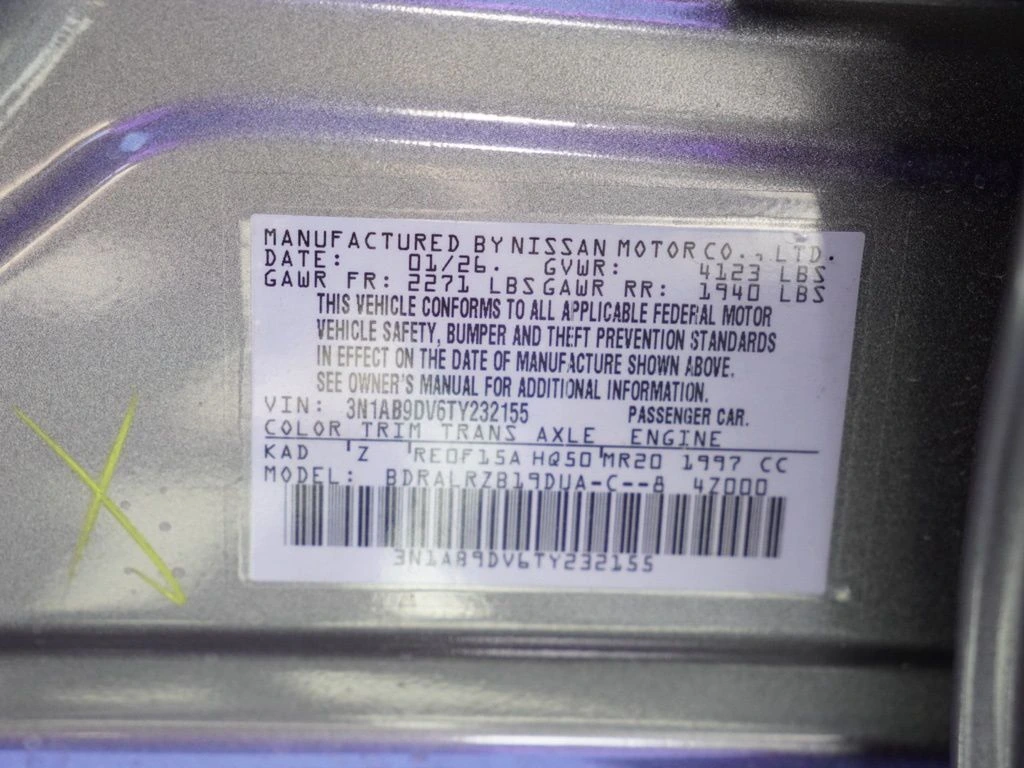 MANUFACTURED BY NISSAN MOTOR CO., LTD.
DATE: 01/26. GVWR: 4123 LBS
GAWR FR: 2271 LBS GAWR RR: 1940 LBS
THIS VEHICLE CONFORMS TO ALL APPLICABLE FEDERAL MOTOR
VEHICLE SAFETY, BUMPER AND THEFT PREVENTION STANDARDS
IN EFFECT ON THE DATE OF MANUFACTURE SHOWN ABOVE.
SEE OWNER'S MANUAL FOR ADDITIONAL INFORMATION.
VIN: 3N1AB9DV6TY232155 PASSENGER CAR.
COLOR TRIM TRANS AXLE ENGINE
KAD Z RE0F15A HQ50 MR20 1997 CC
MODEL: BDRALRZB19DUA-C--8 4Z000
3N1AB9DV6TY232155